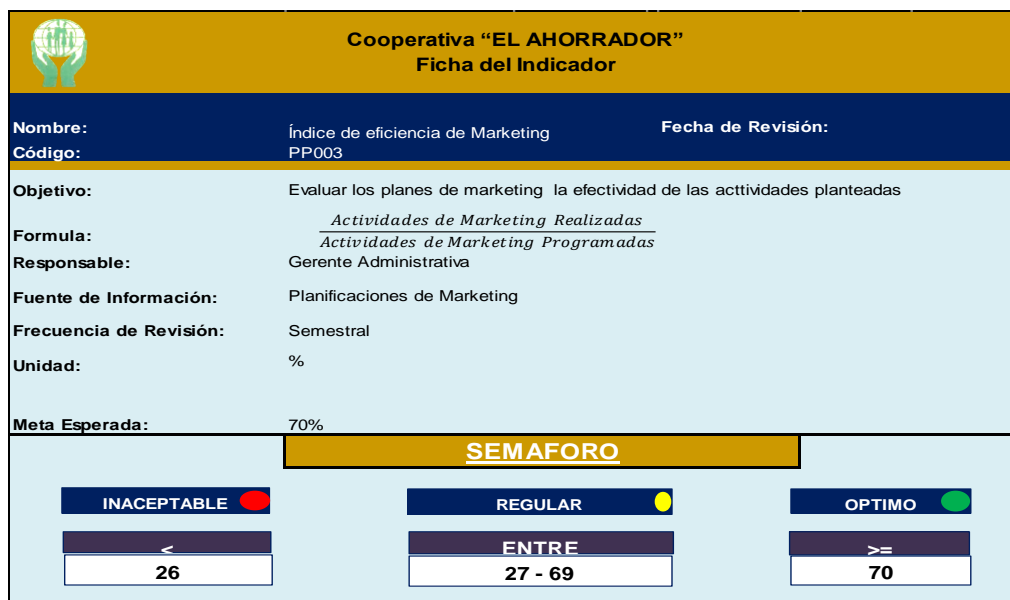 Cooperativa “EL AHORRADOR”
Ficha del Indicador
Nombre: Índice de eficiencia de Marketing Fecha de Revisión:
Código: PP003
Objetivo: Evaluar los planes de marketing la efectividad de las acttividades planteadas
Formula: Actividades de Marketing Realizadas
Actividades de Marketing Programadas
Responsable: Gerente Administrativa
Fuente de Información: Planificaciones de Marketing
Frecuencia de Revisión: Semestral
Unidad: %
Meta Esperada: 70%
SEMAFORO
INACEPTABLE REGULAR OPTIMO
< ENTRE >=
26 27 - 69 70